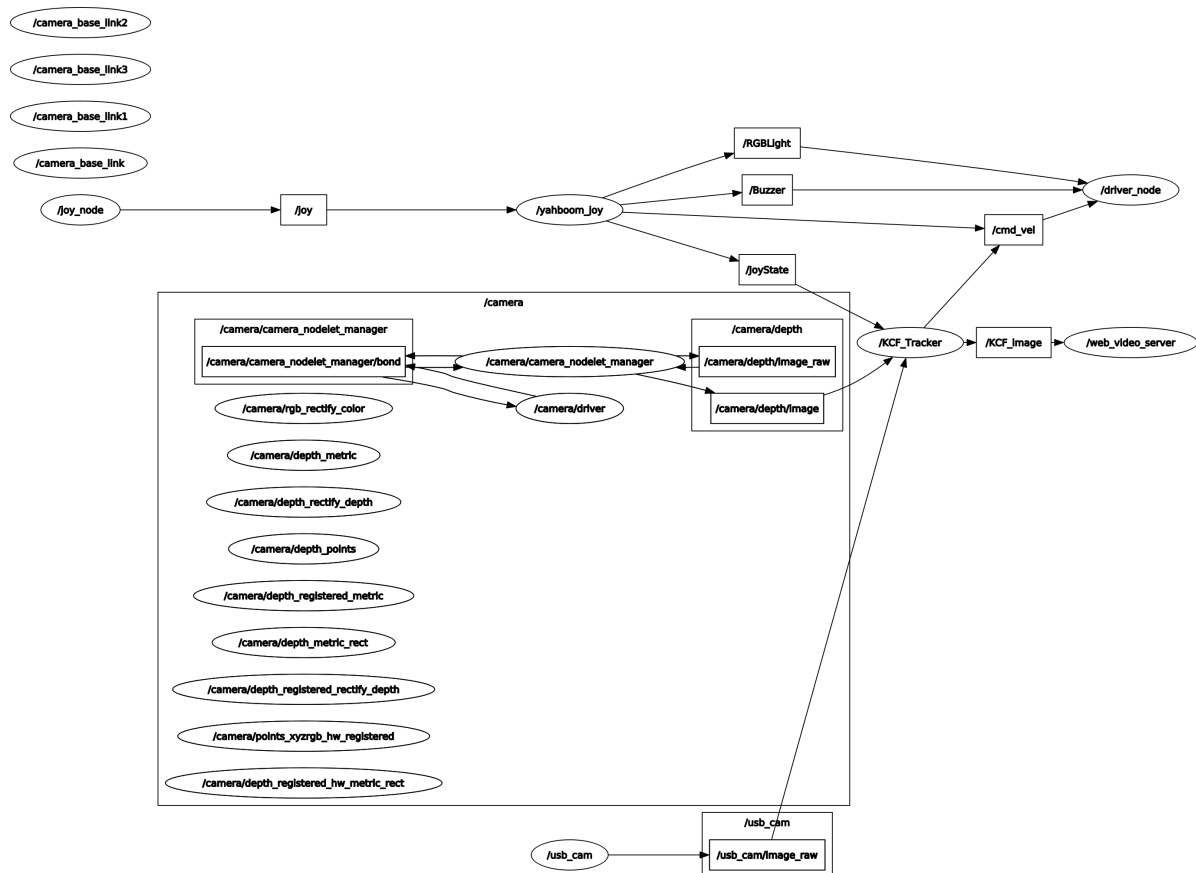 /camera_base_link2
/camera_base_link3
/camera_base_link1
/camera_base_link
/joy_node
/joy
/yahboom_joy
/RGBLight
/Buzzer
/cmd_vel
/JoyState
/driver_node
/camera
/camera/camera_nodelet_manager
/camera/camera_nodelet_manager/bond
/camera/camera_nodelet_manager
/camera/depth
/camera/depth/image_raw
/camera/depth/image
/KCF_Tracker
/KCF_image
/web_video_server
/camera/rgb_rectify_color
/camera/driver
/camera/depth_metric
/camera/depth_rectify_depth
/camera/depth_points
/camera/depth_registered_metric
/camera/depth_metric_rect
/camera/depth_registered_rectify_depth
/camera/points_xyzrgb_hw_registered
/camera/depth_registered_hw_metric_rect
/usb_cam
/usb_cam
/usb_cam/image_raw